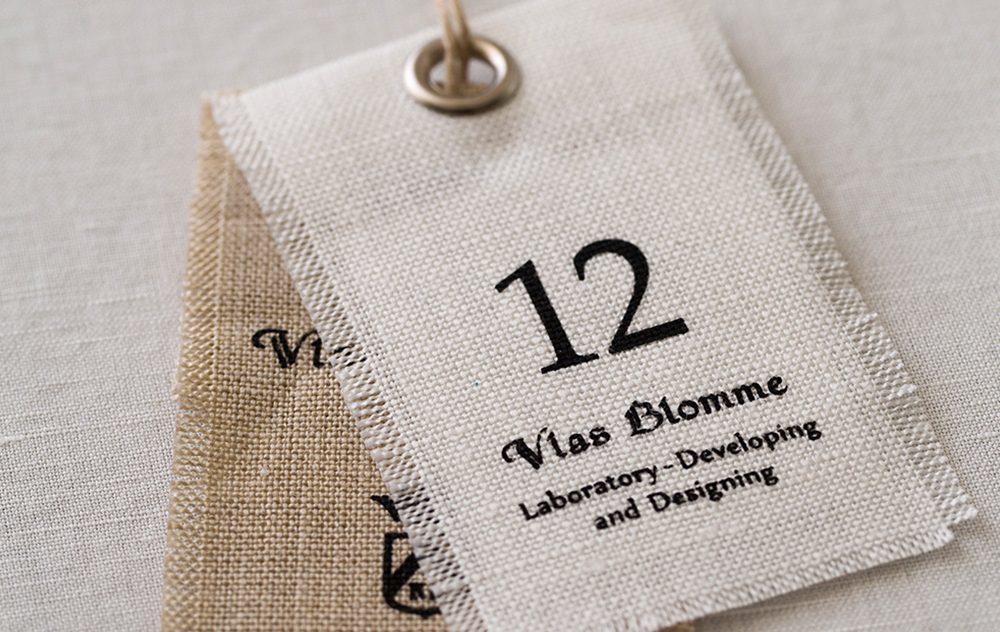 12
Vlas Blomme
Laboratory-Developing
and Designing